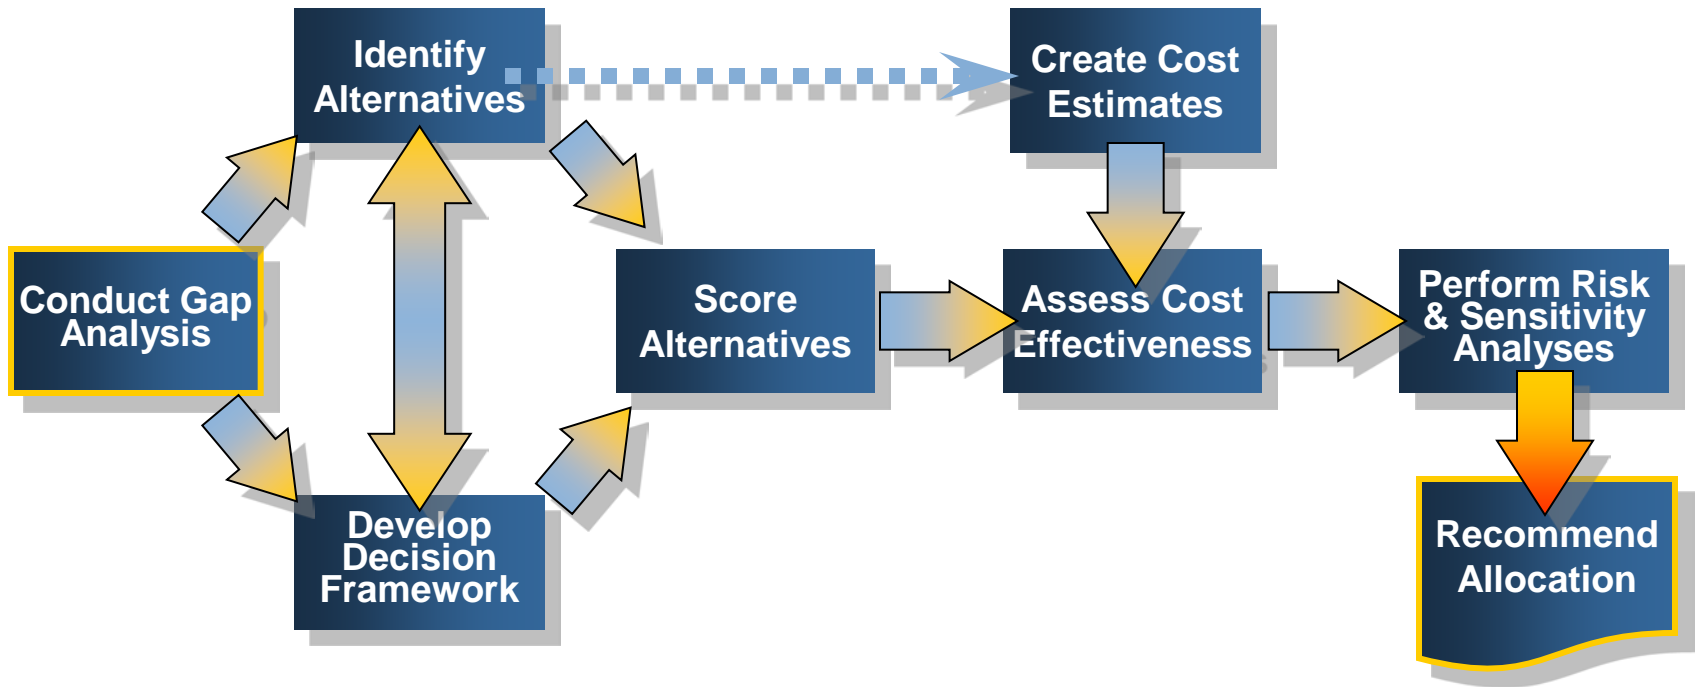 Identify
Alternatives
Create Cost
Estimates
Conduct Gap
Analysis
Score
Alternatives
Assess Cost
Effectiveness
Perform Risk
& Sensitivity
Analyses
Develop
Decision
Framework
Recommend
Allocation